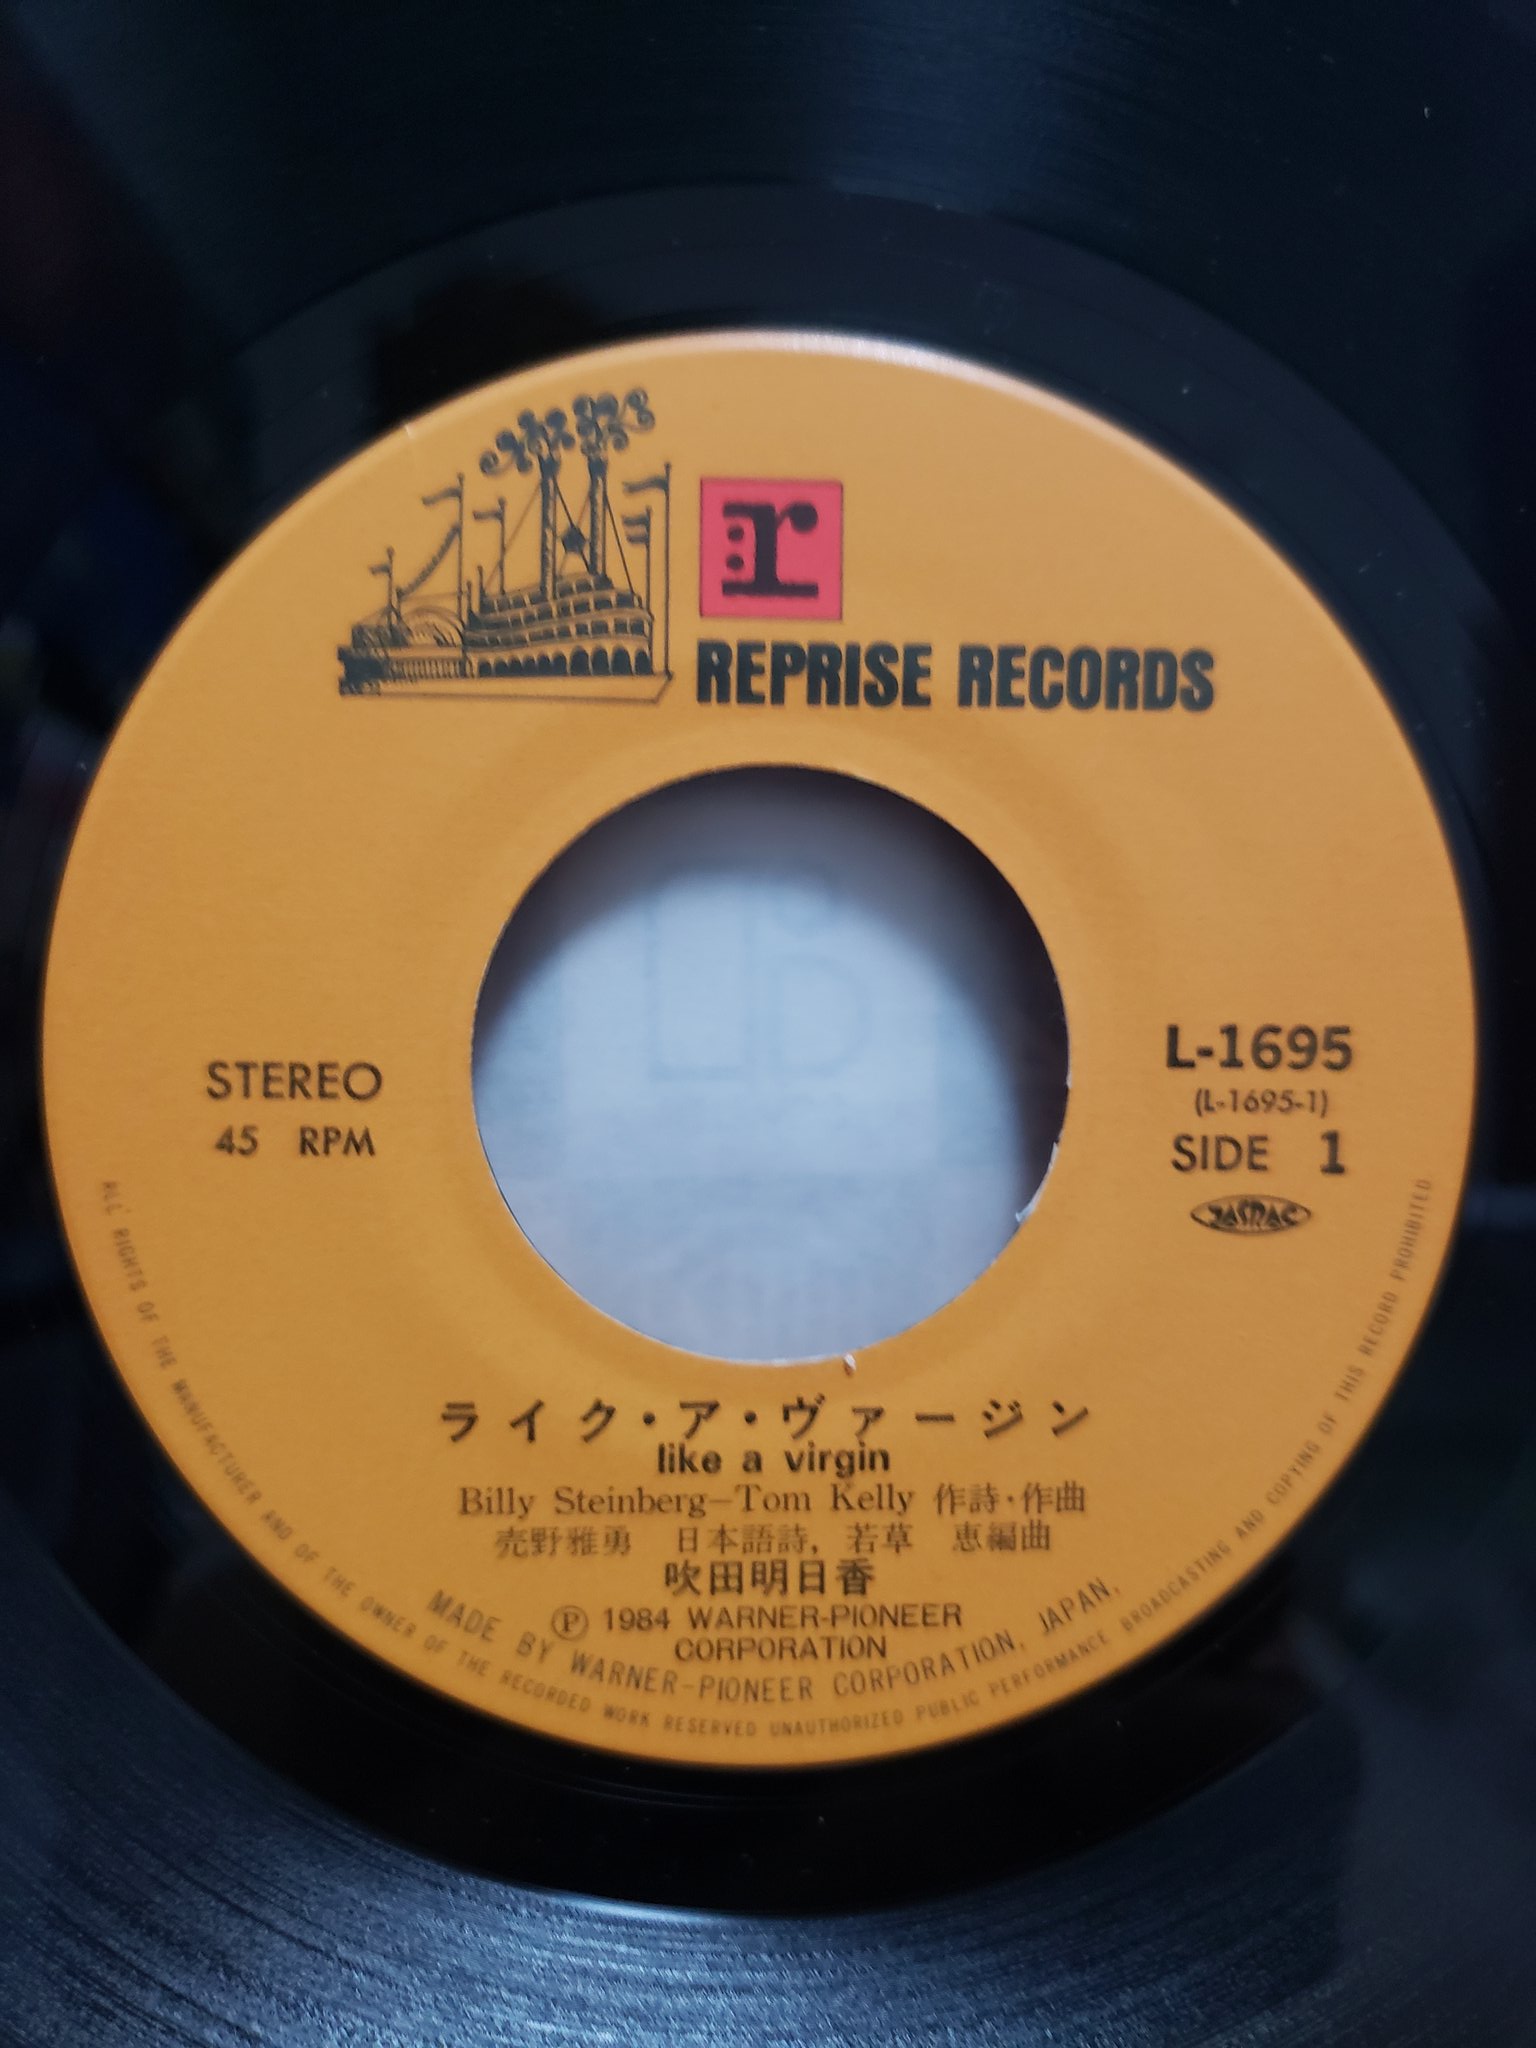 r
REPRISE RECORDS
STEREO
45 RPM
L-1695
(L-1695-1)
SIDE 1
JASRAC
ライク・ア・ヴァージン
like a virgin
Billy Steinberg-Tom Kelly 作詩・作曲
売野雅勇 日本語詩, 若草 恵編曲
吹田明日香
Ⓟ 1984 WARNER-PIONEER
CORPORATION
MADE BY WARNER-PIONEER CORPORATION, JAPAN.
ALL RIGHTS OF THE MANUFACTURER AND OF THE OWNER OF THE RECORDED WORK RESERVED UNAUTHORIZED PUBLIC PERFORMANCE BROADCASTING AND COPYING OF THIS RECORD PROHIBITED